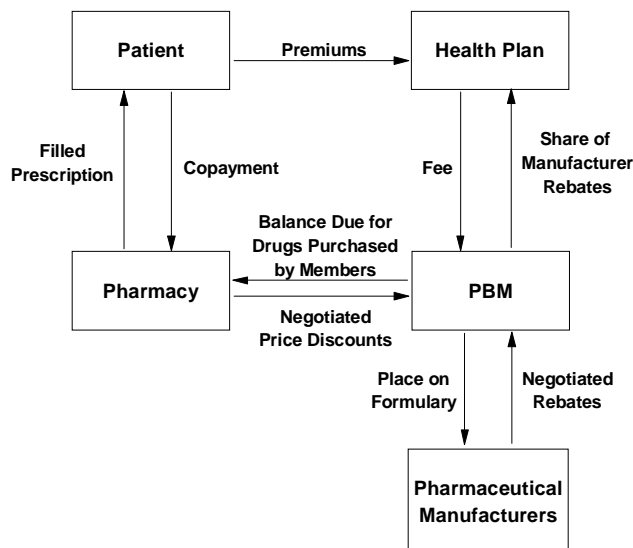 Patient
Premiums
Health Plan
Filled
Prescription
Copayment
Fee
Share of
Manufacturer
Rebates
Balance Due for
Drugs Purchased
by Members
Pharmacy
PBM
Negotiated
Price Discounts
Place on
Formulary
Negotiated
Rebates
Pharmaceutical
Manufacturers